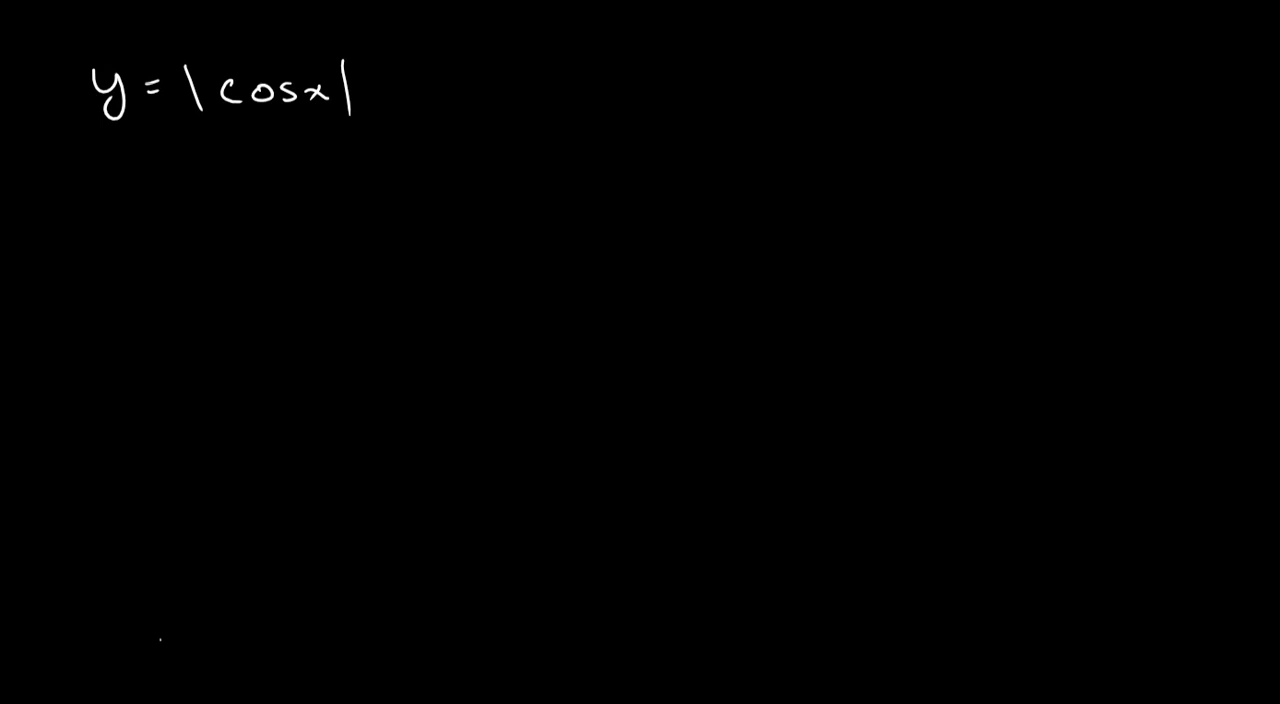 y = | cosx |